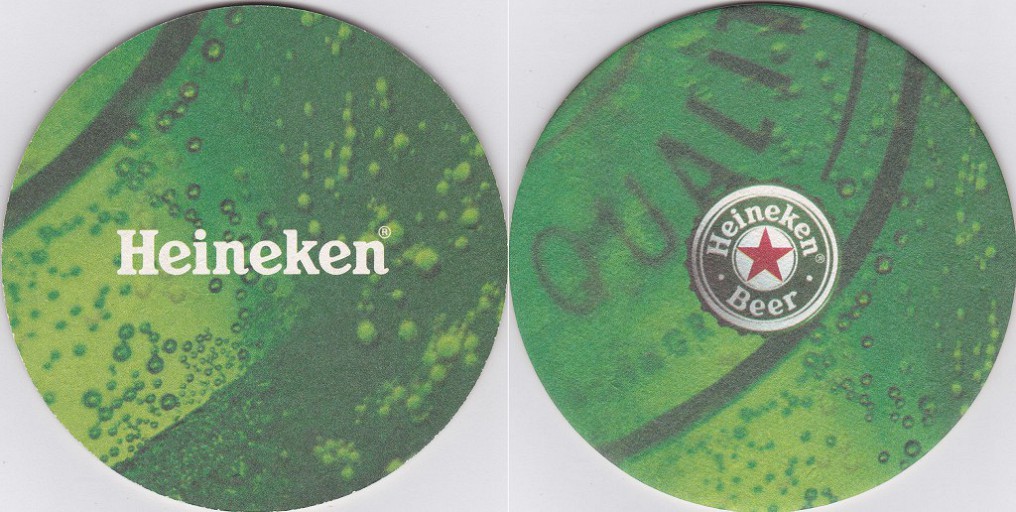 Heineken®
QUALIT
Heineken®
· Beer ·